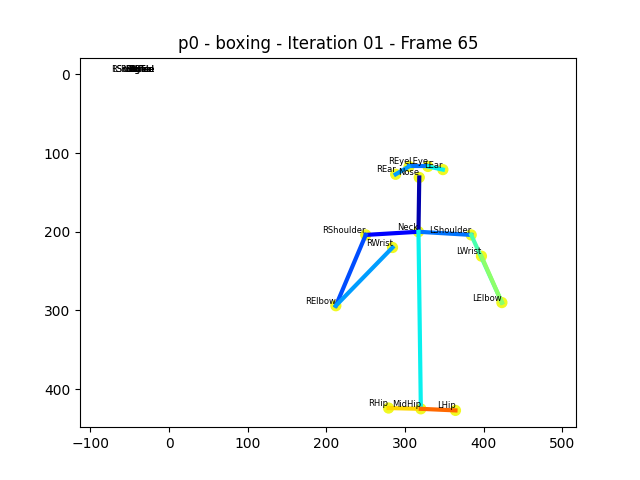 p0 - boxing - Iteration 01 - Frame 65
0
100
REye LEye
REar LEar
Nose
200
RShoulder Neck LShoulder
RWrist
LWrist
RElbow LElbow
300
400
RHip MidHip LHip
−100 0 100 200 300 400 500